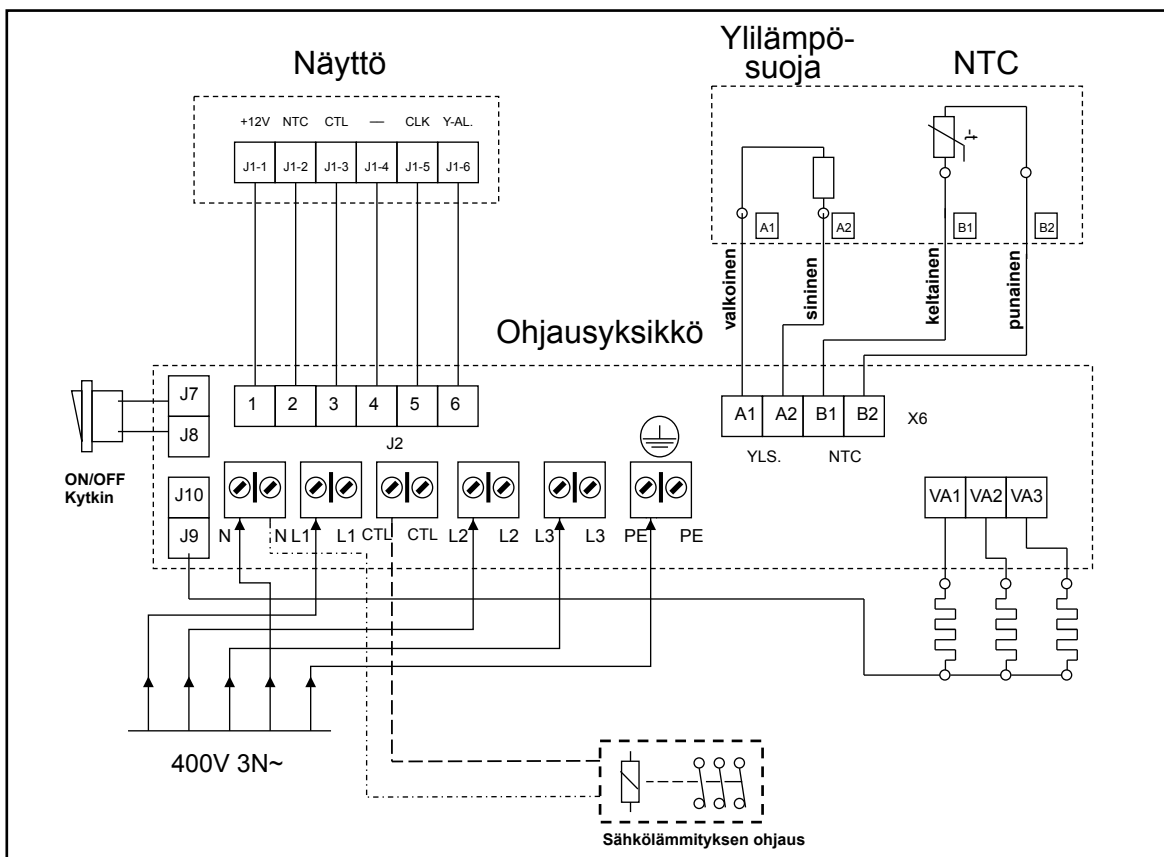 Näyttö
Ylilämpö-
suoja
NTC
+12V NTC CTL — CLK Y-AL.
J1-1 J1-2 J1-3 J1-4 J1-5 J1-6
-t
A1 A2 B1 B2
valkoinen
sininen
keltainen
punainen
Ohjausyksikkö
J7
J8
1 2 3 4 5 6
J2
A1 A2 B1 B2 X6
YLS. NTC
ON/OFF
Kytkin
J10
J9
N N L1 L1 CTL CTL L2 L2 L3 L3 PE PE
VA1 VA2 VA3
400V 3N~
Sähkölämmityksen ohjaus